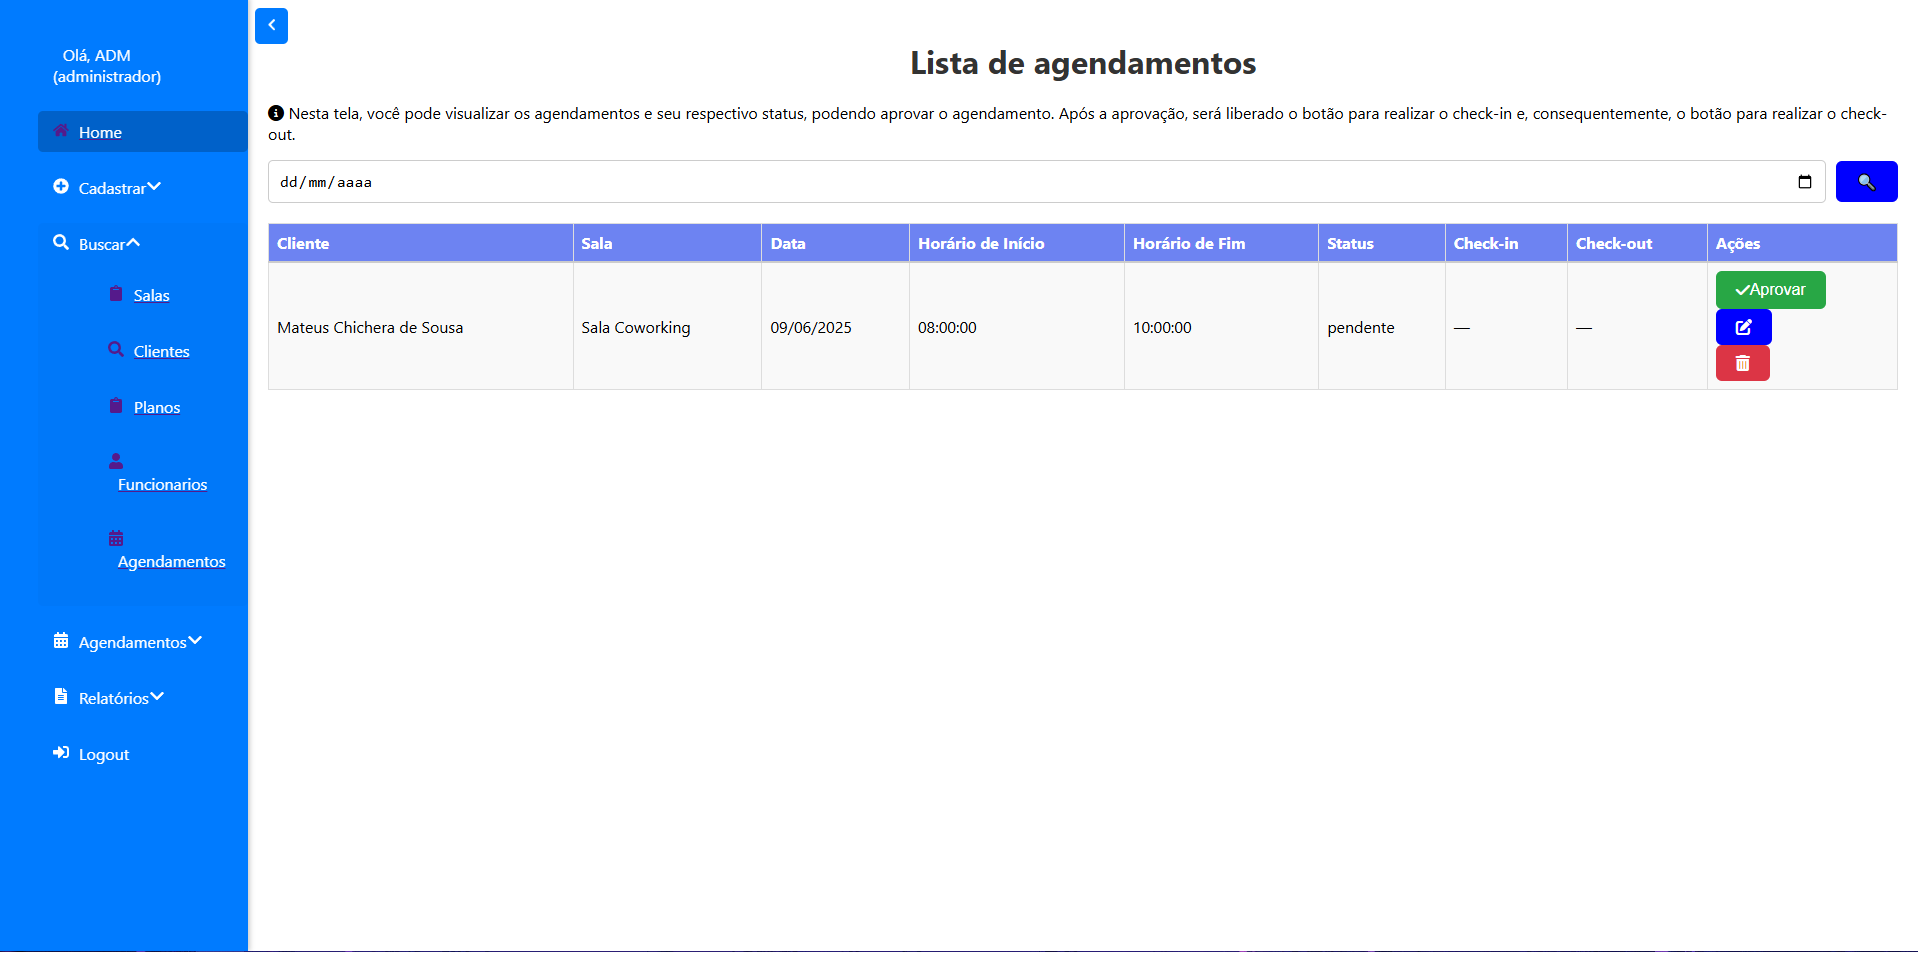 Olá, ADM
(administrador)
Home
Cadastrar
Buscar
Salas
Clientes
Planos
Funcionarios
Agendamentos
Agendamentos
Relatórios
Logout
Lista de agendamentos
Nesta tela, você pode visualizar os agendamentos e seu respectivo status, podendo aprovar o agendamento. Após a aprovação, será liberado o botão para realizar o check-in e, consequentemente, o botão para realizar o check-
out.
dd/mm/aaaa
Cliente Sala Data Horário de Início Horário de Fim Status Check-in Check-out Ações
Mateus Chichera de Sousa Sala Coworking 09/06/2025 08:00:00 10:00:00 pendente — — Aprovar